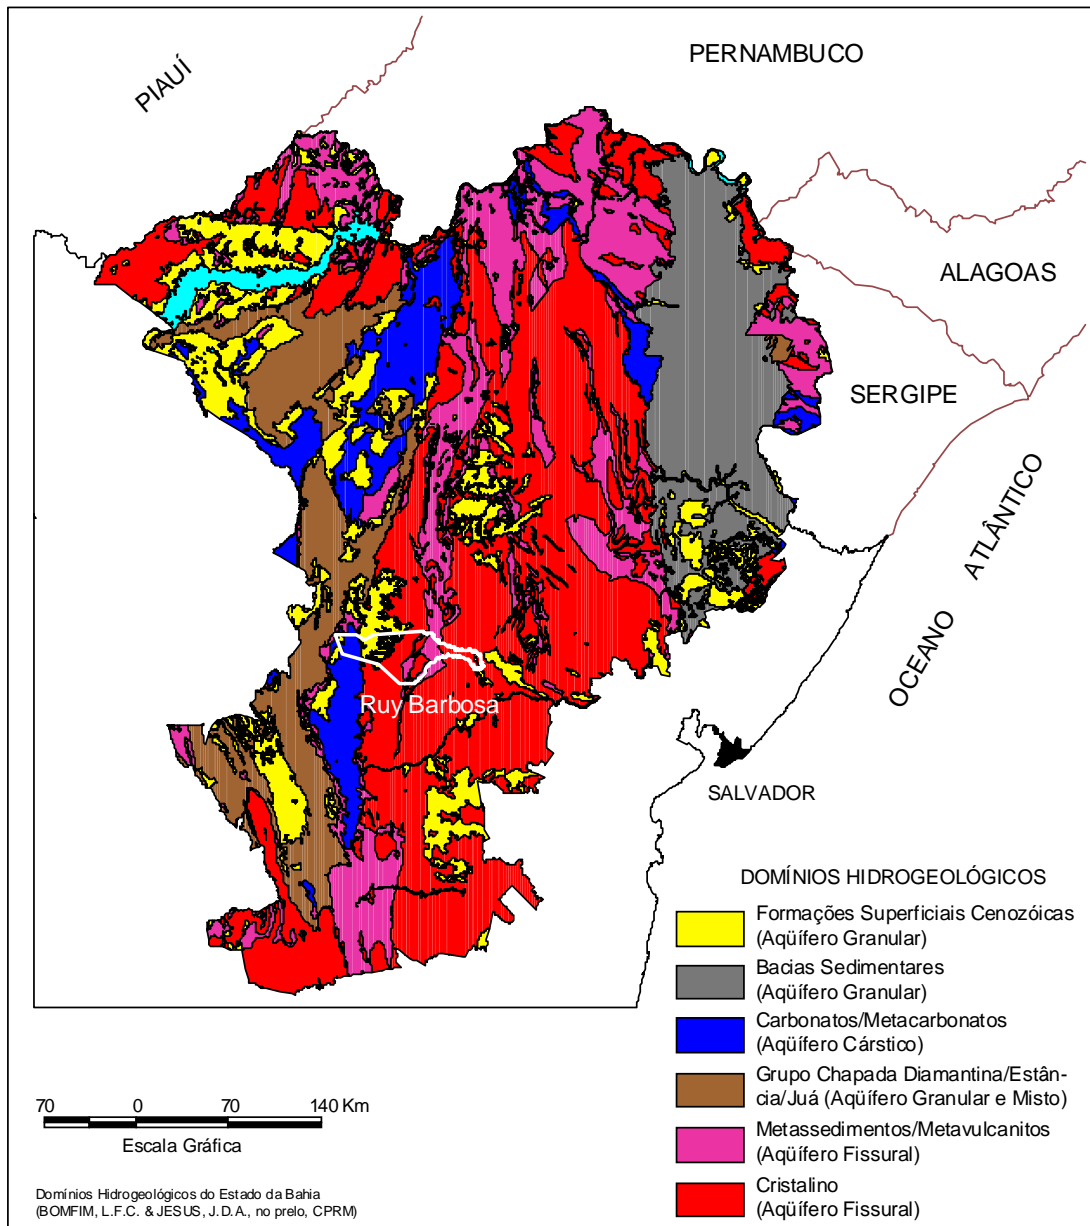 PIAUÍ
PERNAMBUCO
ALAGOAS
SERGIPE
OCEANO ATLÂNTICO
Ruy Barbosa
SALVADOR
DOMÍNIOS HIDROGEOLÓGICOS
Formações Superficiais Cenozóicas
(Aqüífero Granular)
Bacias Sedimentares
(Aqüífero Granular)
Carbonatos/Metacarbonatos
(Aqüífero Cárstico)
Grupo Chapada Diamantina/Estân-
cia/Juá (Aqüífero Granular e Misto)
Metassedimentos/Metavulcanitos
(Aqüífero Fissural)
Cristalino
(Aqüífero Fissural)
70 0 70 140 Km
Escala Gráfica
Domínios Hidrogeológicos do Estado da Bahia
(BOMFIM, L.F.C. & JESUS, J.D.A., no prelo, CPRM)